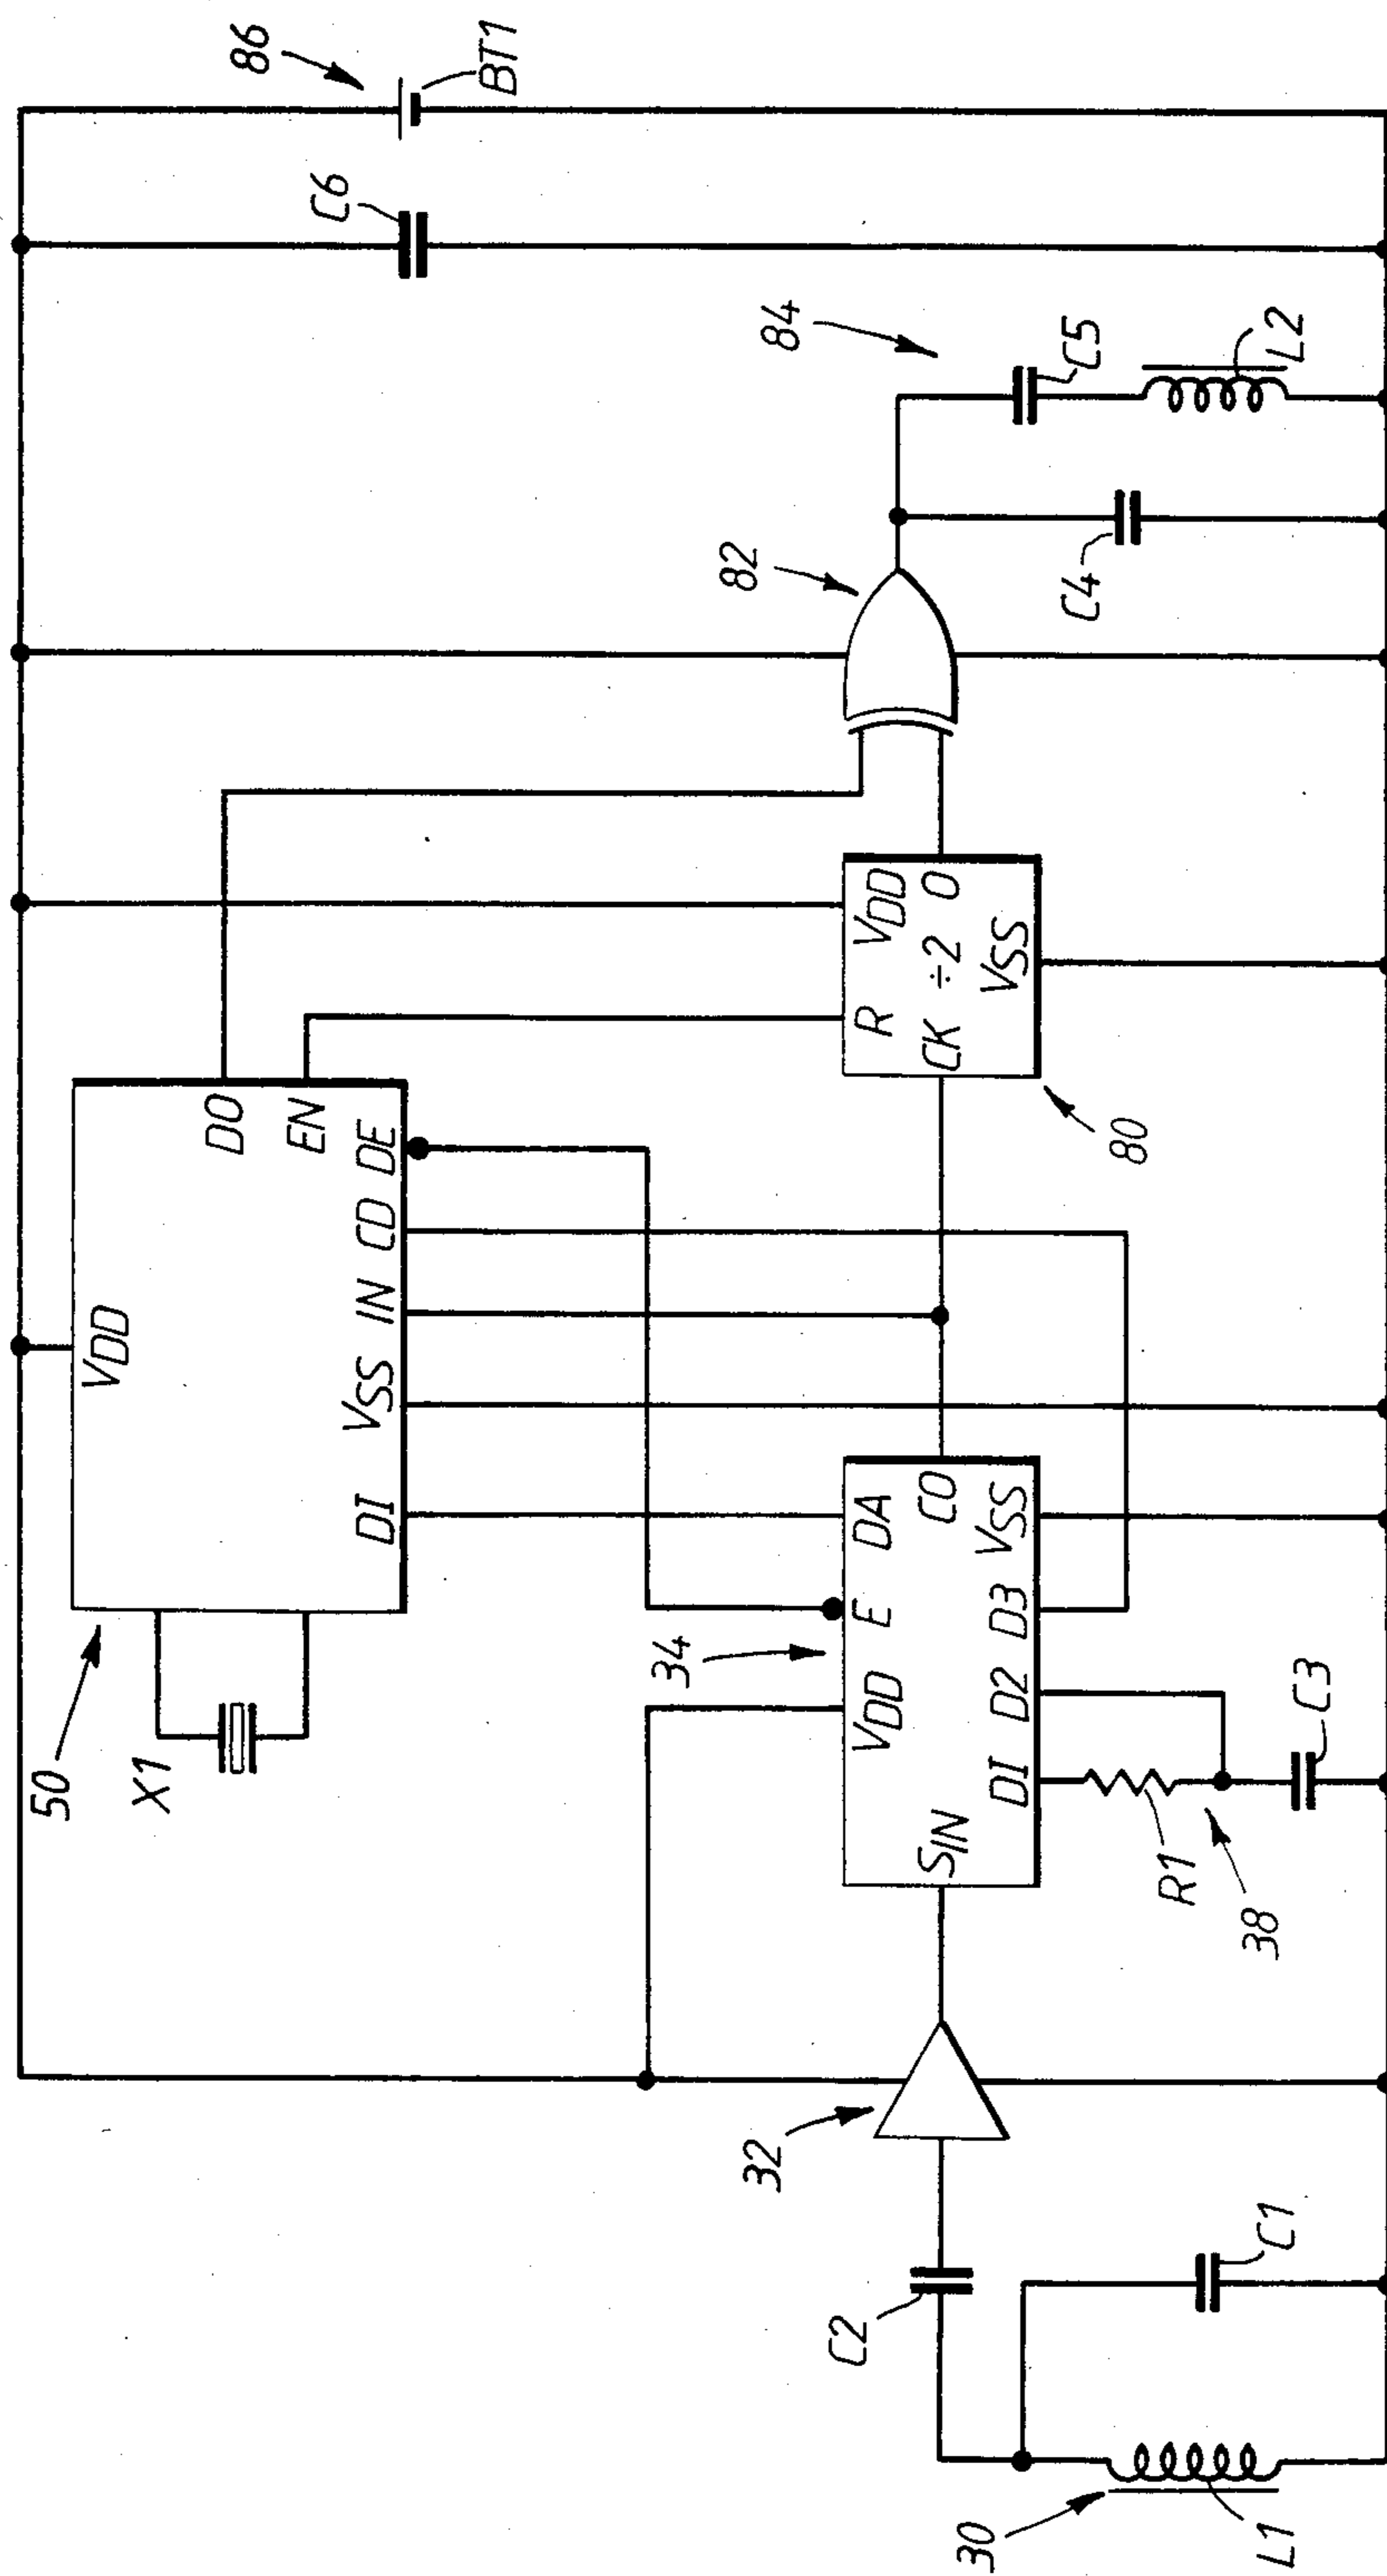 50
X1
VDD
DI
VSS
IN
CD
DE
DO
EN
86
BT1
C6
30
L1
C1
C2
32
34
SIN
VDD
E
DA
CO
DI
D2
D3
VSS
R1
38
C3
80
R
VDD
CK
÷2
O
VSS
82
84
C4
C5
L2